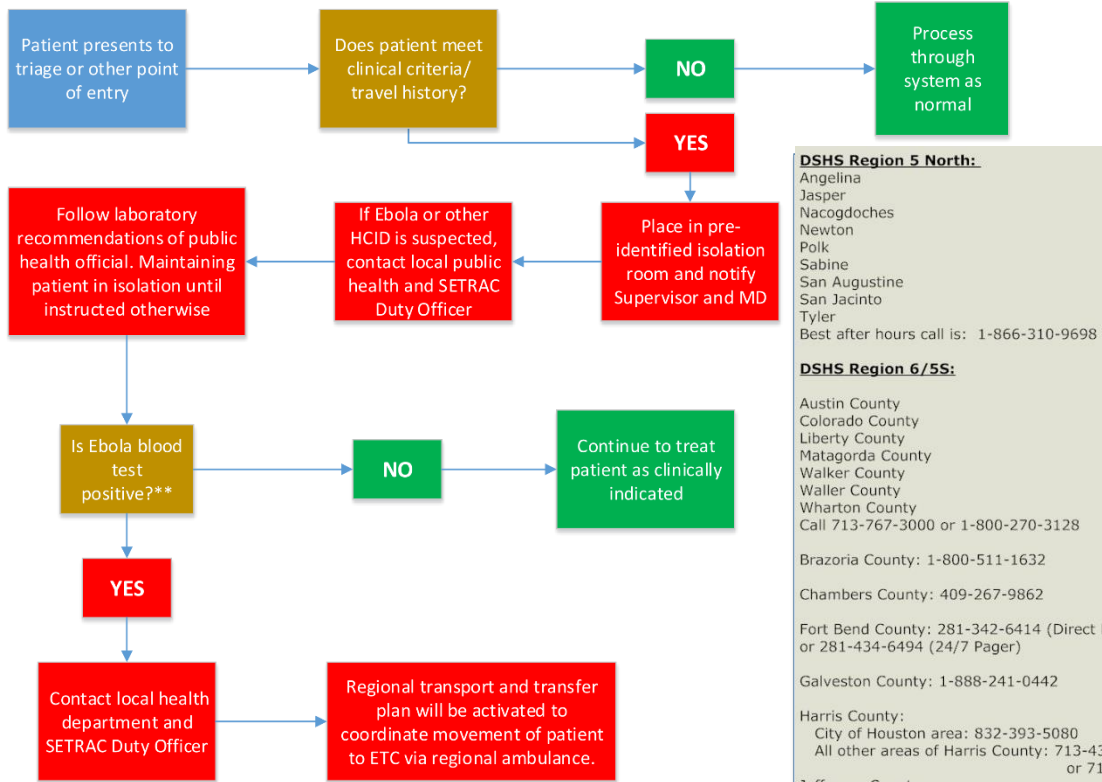 Patient presents to
triage or other point
of entry
Does patient meet
clinical criteria/
travel history?
NO
Process
through
system as
normal
YES
Place in pre-
identified isolation
room and notify
Supervisor and MD
If Ebola or other
HCID is suspected,
contact local public
health and SETRAC
Duty Officer
Follow laboratory
recommendations of public
health official. Maintaining
patient in isolation until
instructed otherwise
Is Ebola blood
test
positive?**
NO
Continue to treat
patient as clinically
indicated
YES
Contact local health
department and
SETRAC Duty Officer
Regional transport and transfer
plan will be activated to
coordinate movement of patient
to ETC via regional ambulance.
DSHS Region 5 North:
Angelina
Jasper
Nacogdoches
Newton
Polk
Sabine
San Augustine
San Jacinto
Tyler
Best after hours call is: 1-866-310-9698
DSHS Region 6/5S:
Austin County
Colorado County
Liberty County
Matagorda County
Walker County
Waller County
Wharton County
Call 713-767-3000 or 1-800-270-3128
Brazoria County: 1-800-511-1632
Chambers County: 409-267-9862
Fort Bend County: 281-342-6414 (Direct
or 281-434-6494 (24/7 Pager)
Galveston County: 1-888-241-0442
Harris County:
City of Houston area: 832-393-5080
All other areas of Harris County: 713-43
or 71